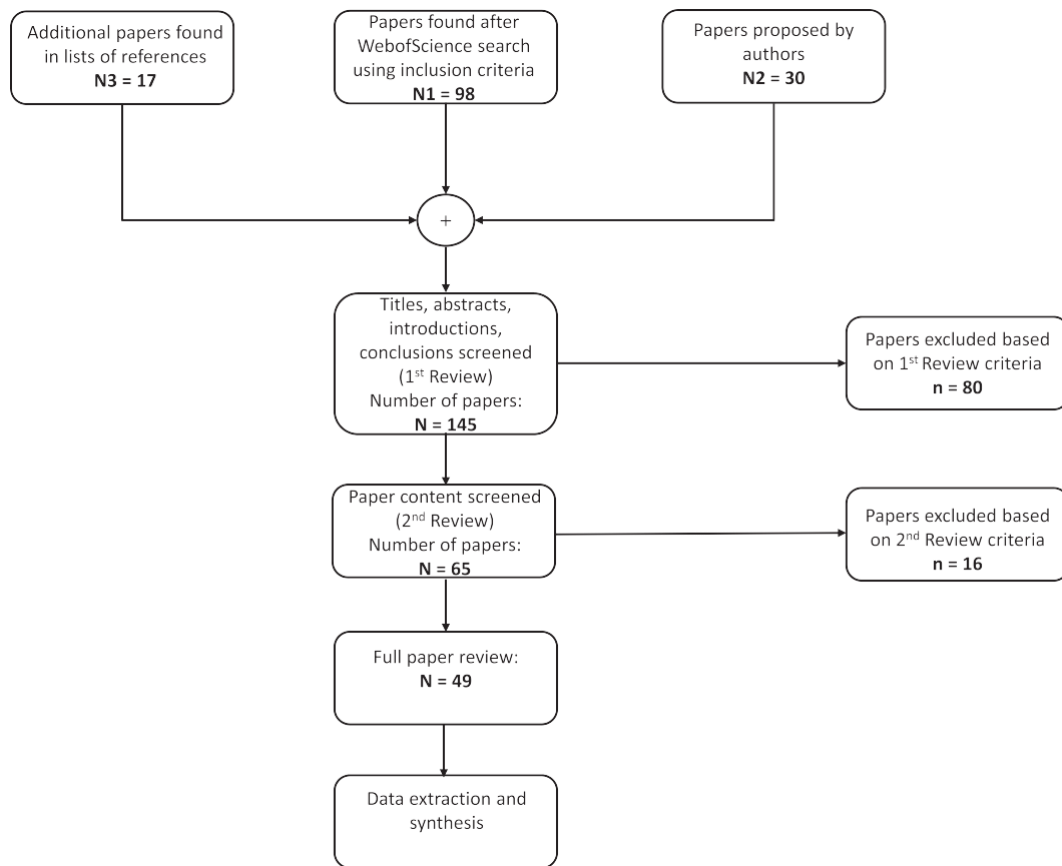 Additional papers found
in lists of references
N3 = 17
Papers found after
WebofScience search
using inclusion criteria
N1 = 98
Papers proposed by
authors
N2 = 30
+
Titles, abstracts,
introductions,
conclusions screened
(1st Review)
Number of papers:
N = 145
Papers excluded based
on 1st Review criteria
n = 80
Paper content screened
(2nd Review)
Number of papers:
N = 65
Papers excluded based
on 2nd Review criteria
n = 16
Full paper review:
N = 49
Data extraction and
synthesis